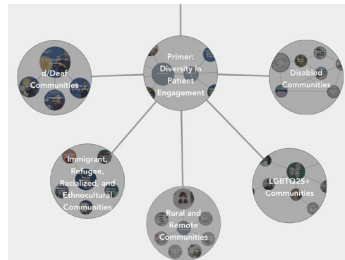 Primer:
Diversity in
Patient
Engagement
d/Deaf
Communities
Disabled
Communities
Immigrant,
Refugee,
Racialized, and
Ethnocultural
Communities
Rural and
Remote
Communities
LGBTQ2S+
Communities